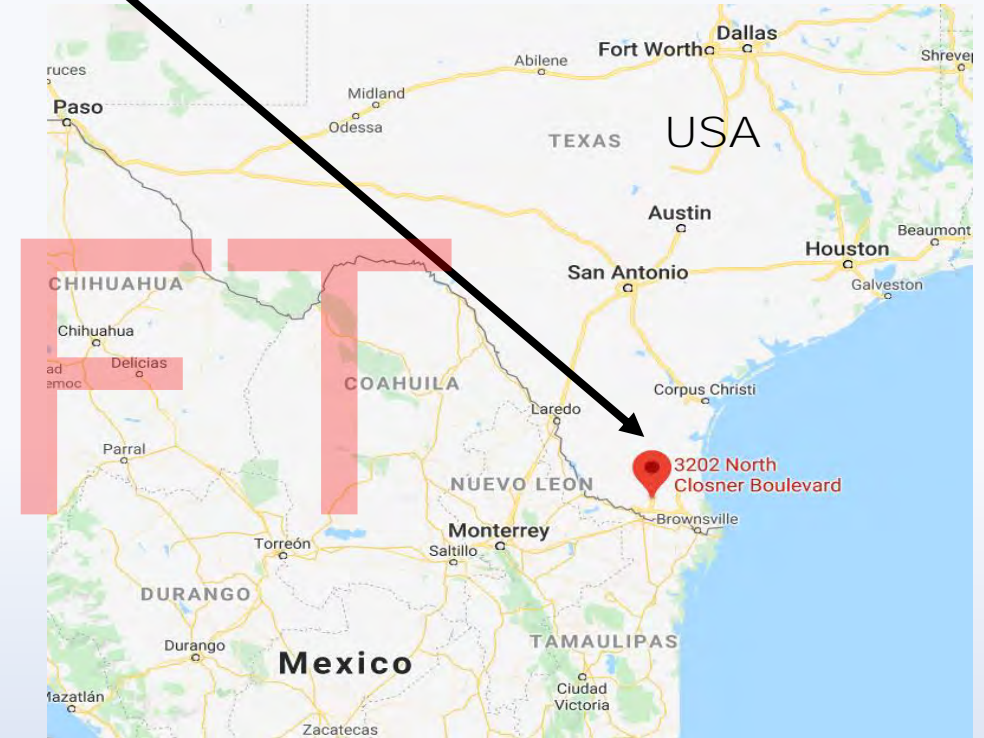 Dallas
Fort Worth
Abilene
Shrevep
ruces
Midland
Paso
Odessa
TEXAS
USA
Austin
Beaumont
Houston
San Antonio
CHIHUAHUA
Galveston
Chihuahua
Delicias
ad
emoc
COAHUILA
Corpus Christi
Laredo
Parral
3202 North
Closner Boulevard
NUEVO LEON
Brownsville
Monterrey
Torreón
Saltillo
DURANGO
TAMAULIPAS
Durango
Mexico
Mazatlán
Ciudad
Victoria
Zacatecas
FT